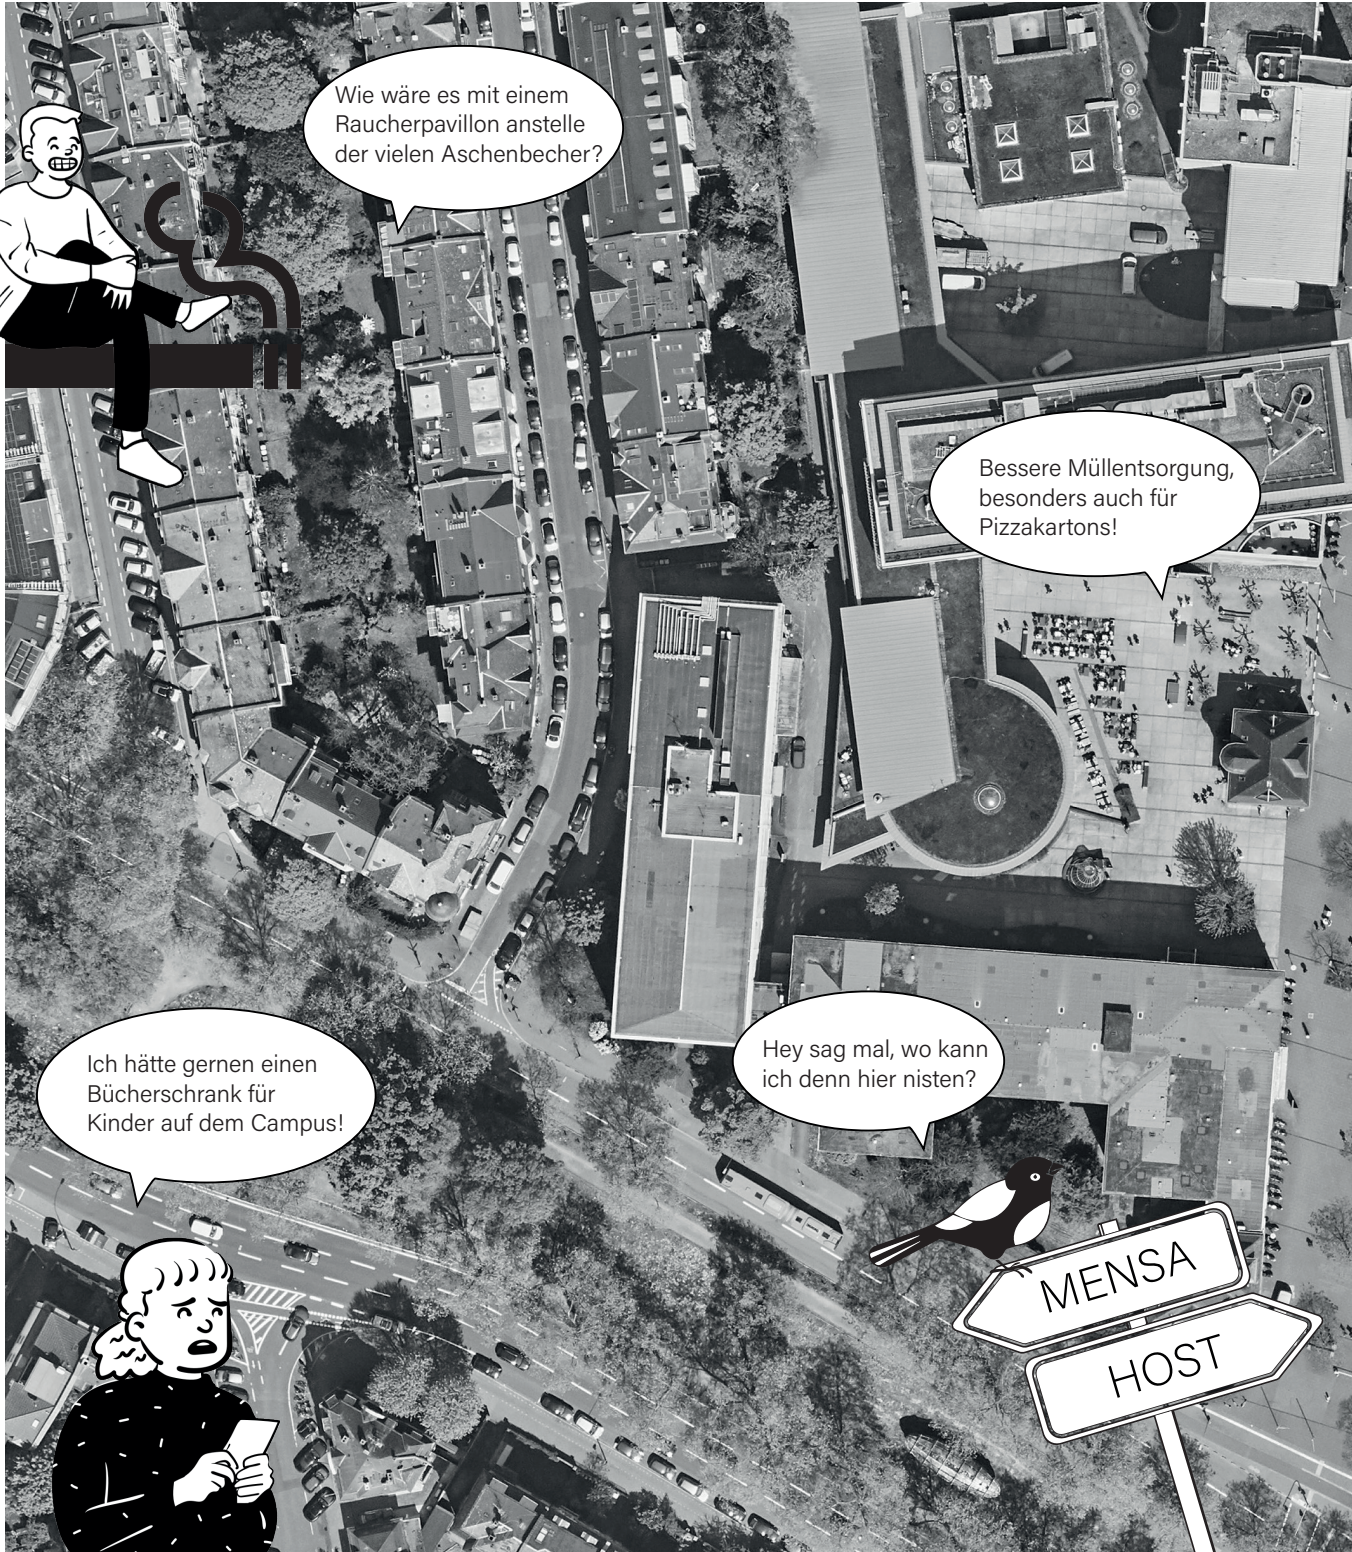 Wie wäre es mit einem
Raucherpavillon anstelle
der vielen Aschenbecher?
Bessere Müllentsorgung,
besonders auch für
Pizzakartons!
Hey sag mal, wo kann
ich denn hier nisten?
Ich hätte gernen einen
Bücherschrank für
Kinder auf dem Campus!
MENSA
HOST